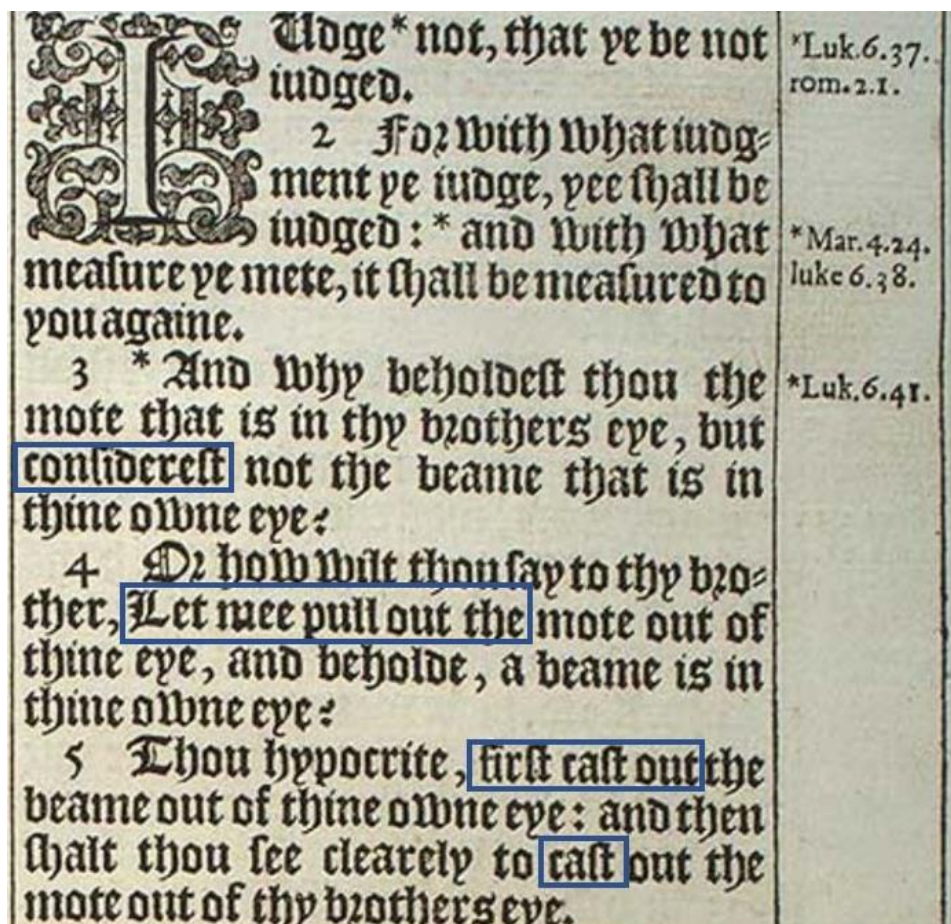 IUdge* not, that ye be not
iudged.
2 For with what iudg-
ment ye iudge, yee ſhall be
iudged : * and with what
meaſure ye mete, it ſhall be meaſured to
you againe.
3 * And why beholdeſt thou the
mote that is in thy brothers eye, but
conſidereſt not the beame that is in
thine owne eye?
4 Or how wilt thou ſay to thy bro-
ther, Let mee pull out the mote out of
thine eye, and beholde, a beame is in
thine owne eye?
5 Thou hypocrite, firſt caſt out the
beame out of thine owne eye: and then
ſhalt thou ſee clearely to caſt out the
mote out of thy brothers eye.
*Luk.6.37.
rom.2.1.
*Mar.4.24.
luke 6.38.
*Luk.6.41.